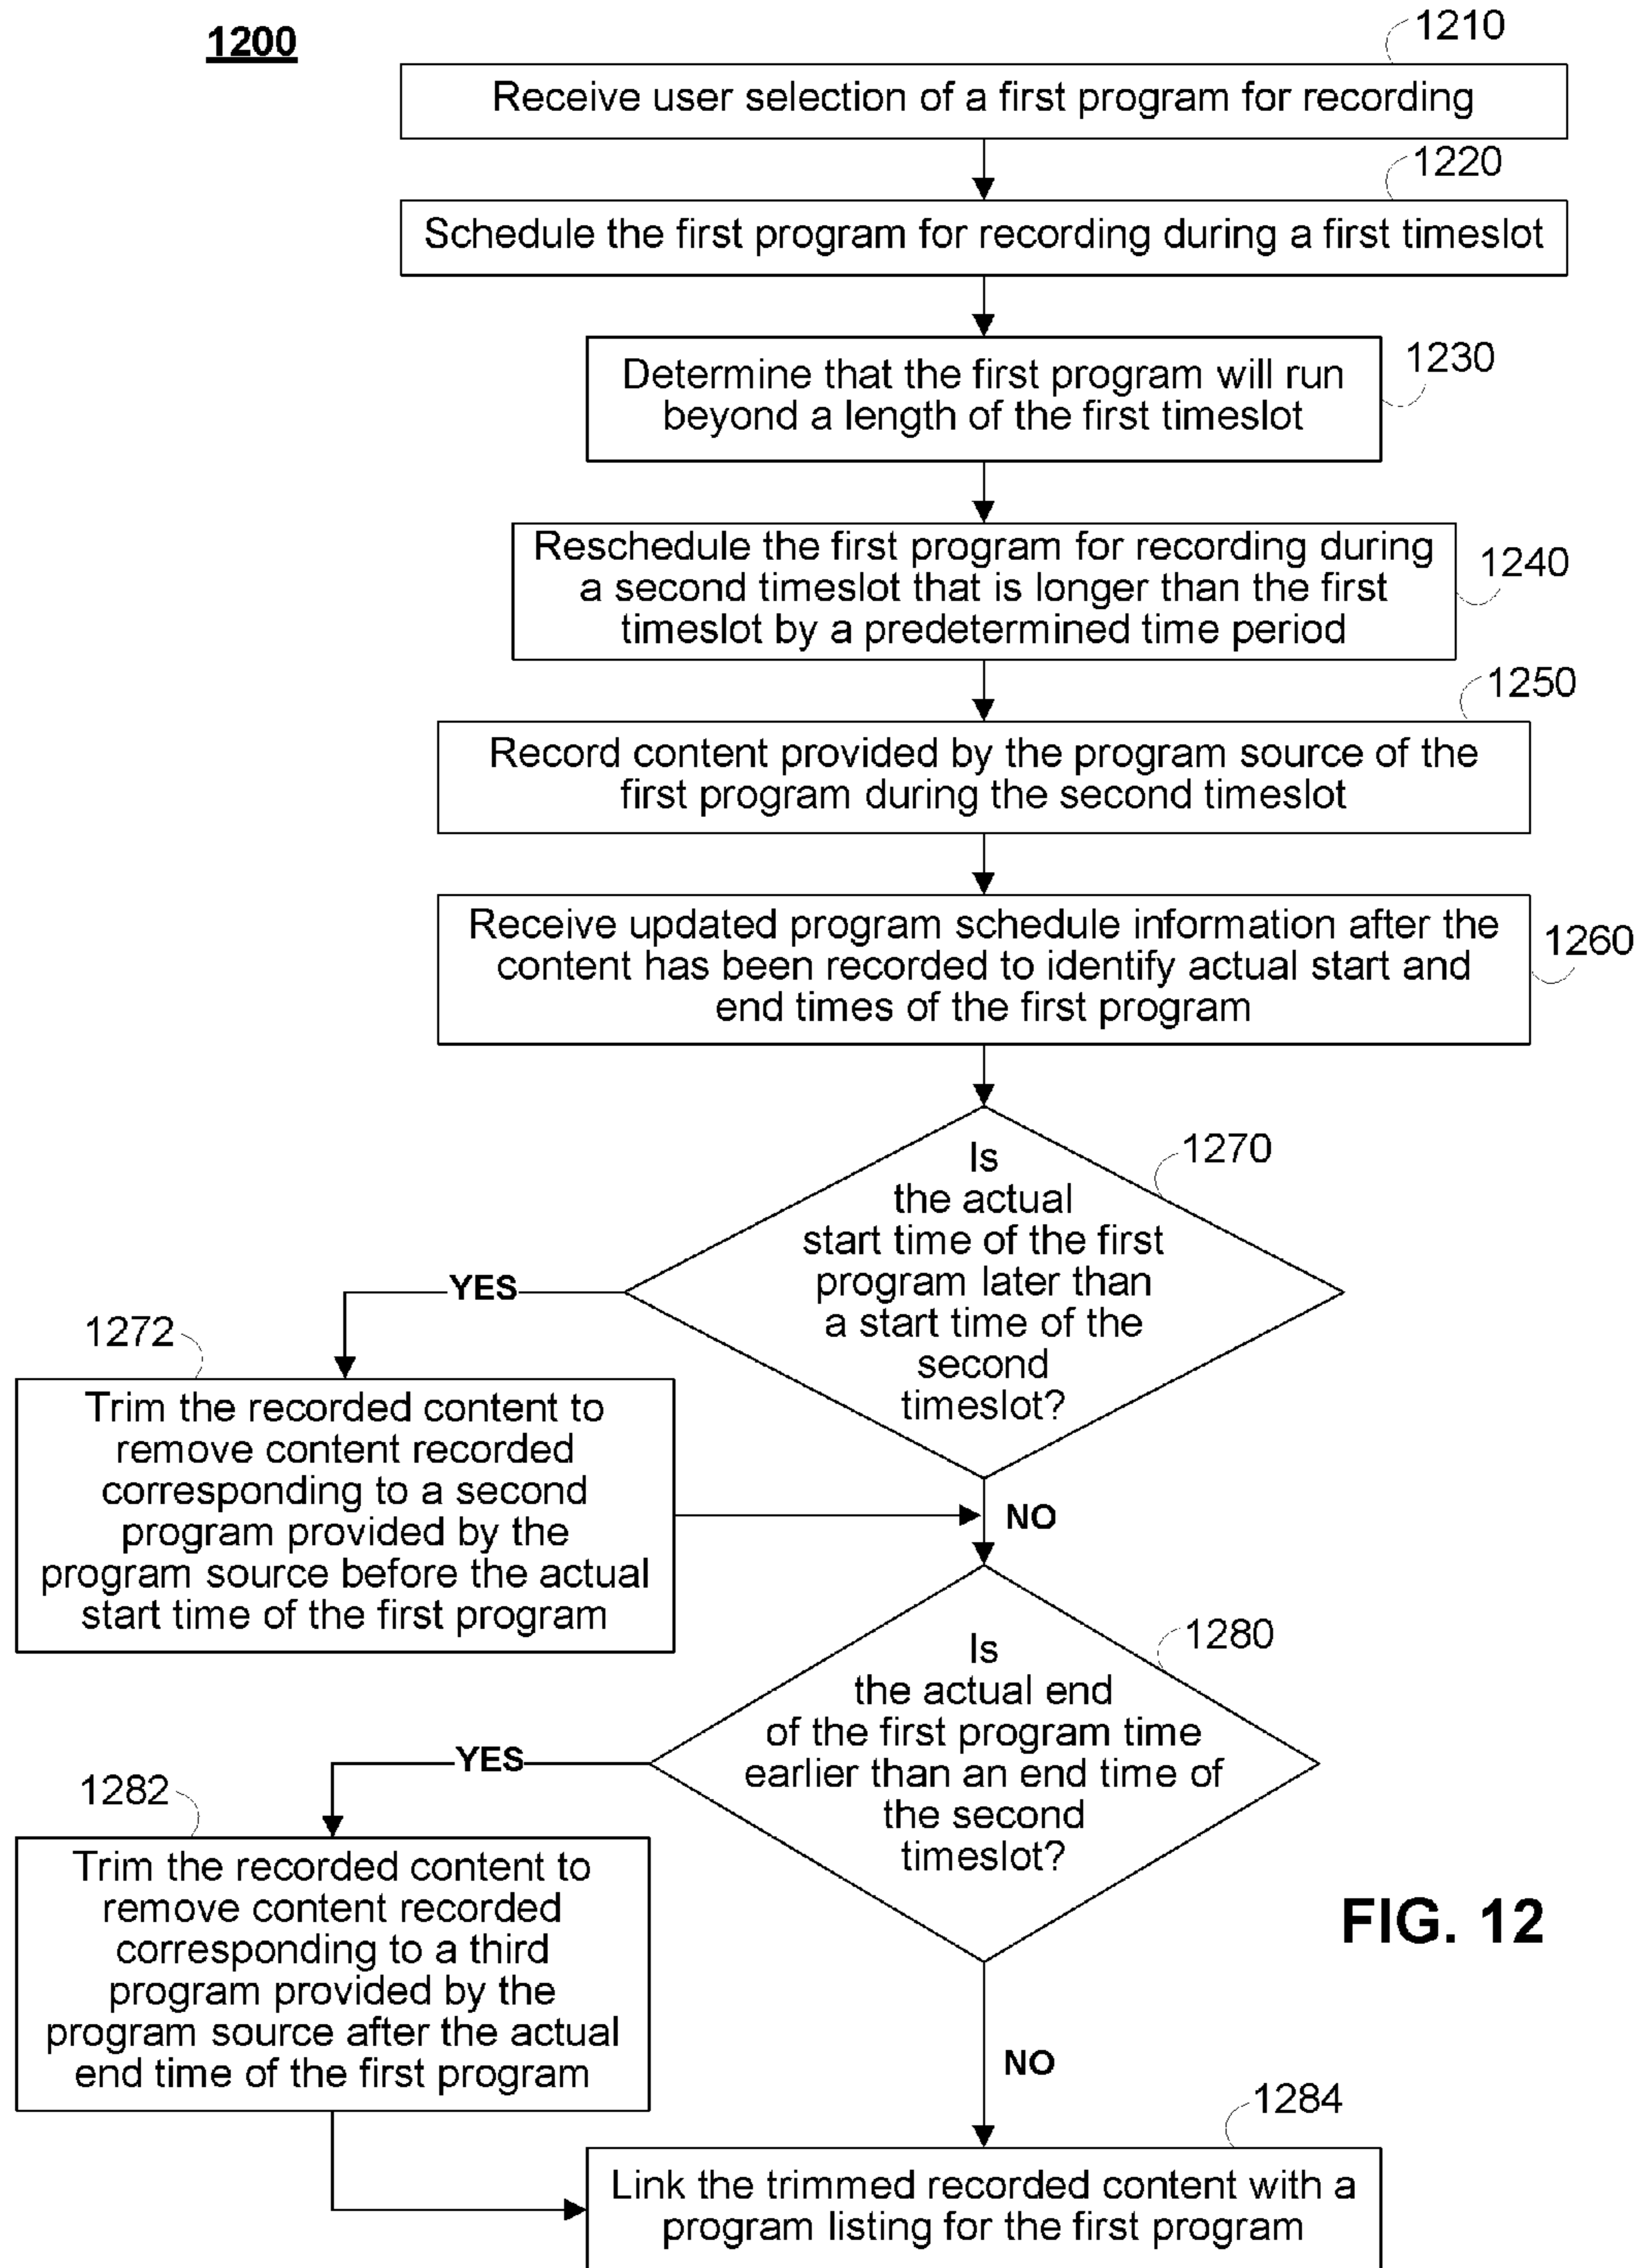 1200
1210
Receive user selection of a first program for recording
1220
Schedule the first program for recording during a first timeslot
1230
Determine that the first program will run
beyond a length of the first timeslot
1240
Reschedule the first program for recording during
a second timeslot that is longer than the first
timeslot by a predetermined time period
1250
Record content provided by the program source of the
first program during the second timeslot
1260
Receive updated program schedule information after the
content has been recorded to identify actual start and
end times of the first program
1270
Is
the actual
start time of the first
program later than
a start time of the
second
timeslot?
YES
1272
Trim the recorded content to
remove content recorded
corresponding to a second
program provided by the
program source before the actual
start time of the first program
NO
1280
Is
the actual end
of the first program time
earlier than an end time of
the second
timeslot?
YES
1282
Trim the recorded content to
remove content recorded
corresponding to a third
program provided by the
program source after the actual
end time of the first program
NO
1284
Link the trimmed recorded content with a
program listing for the first program
FIG. 12